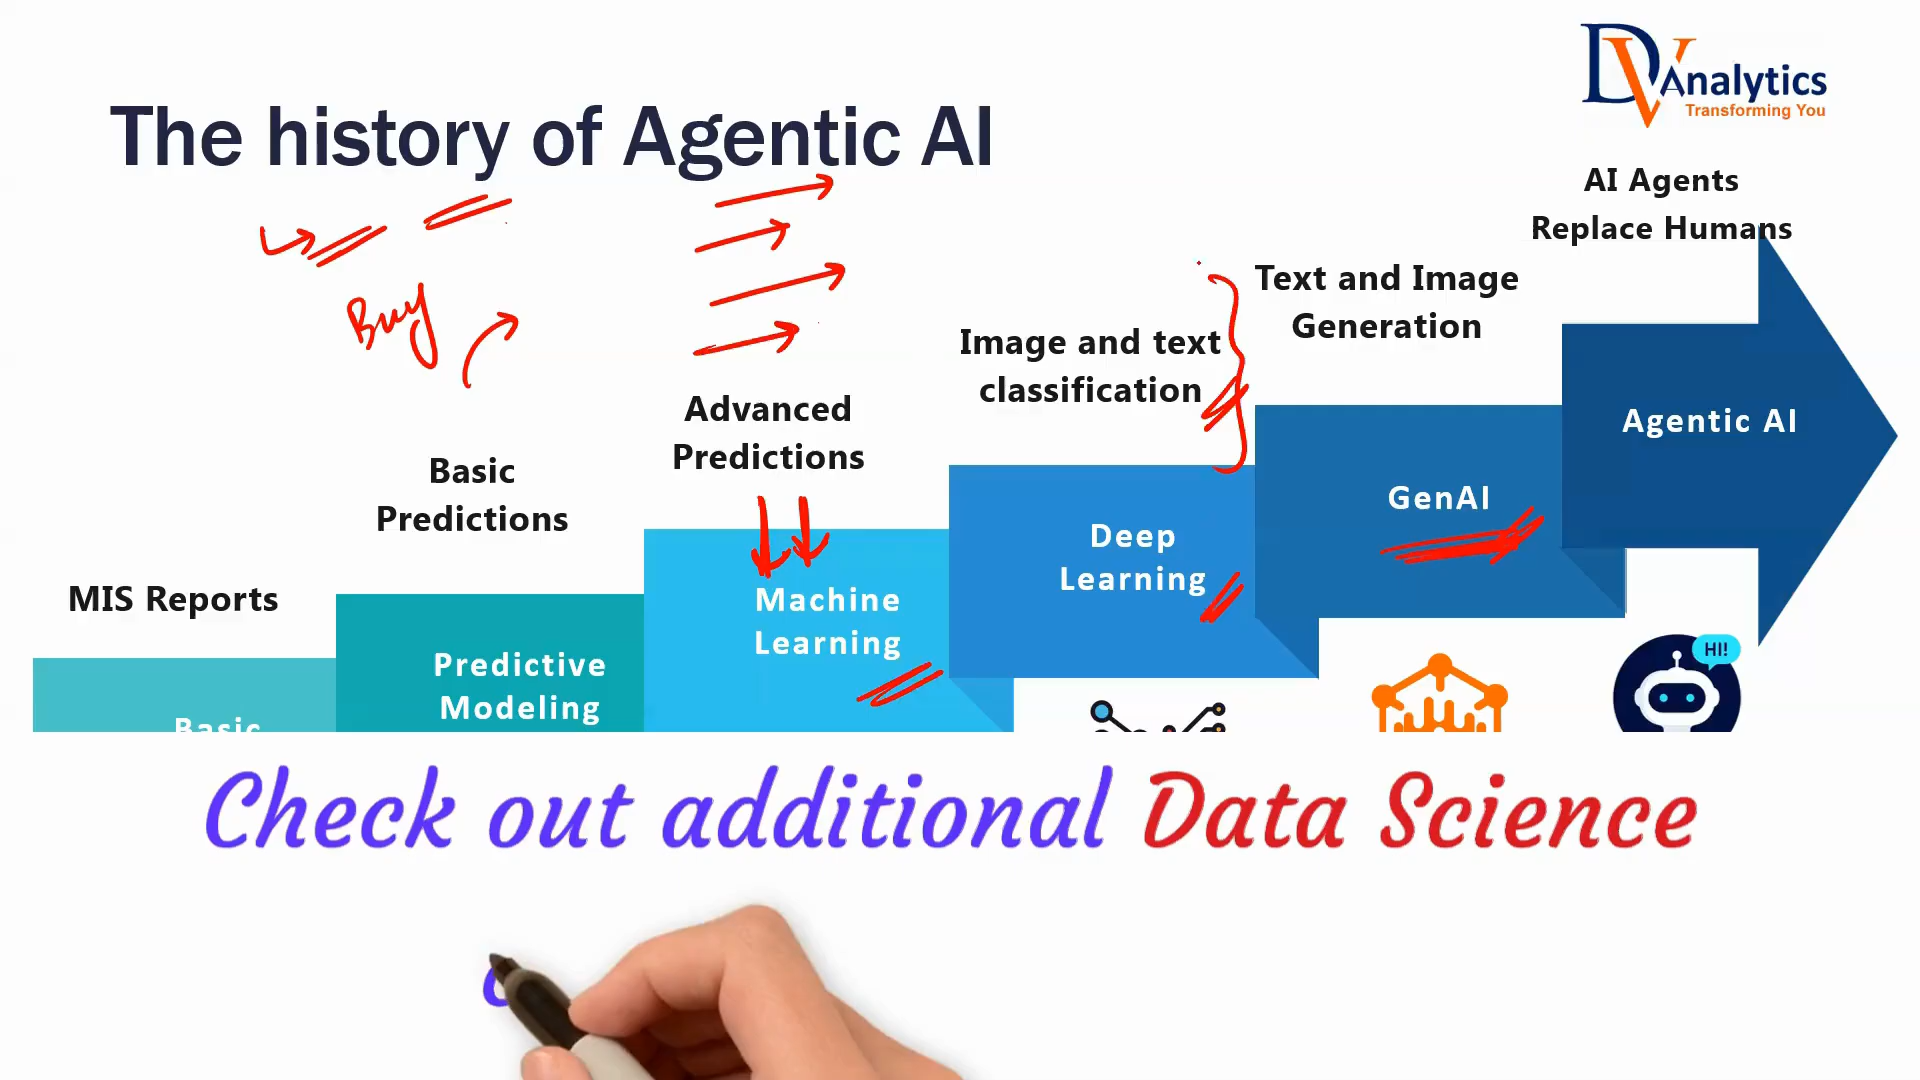 DV Analytics
Transforming You
The history of Agentic AI
AI Agents
Replace Humans
Text and Image
Generation
Image and text
classification
Buy
Advanced
Predictions
Basic
Predictions
MIS Reports
Agentic AI
GenAI
Deep
Learning
Machine
Learning
Predictive
Modeling
Basic
HI!
Check out additional Data Science